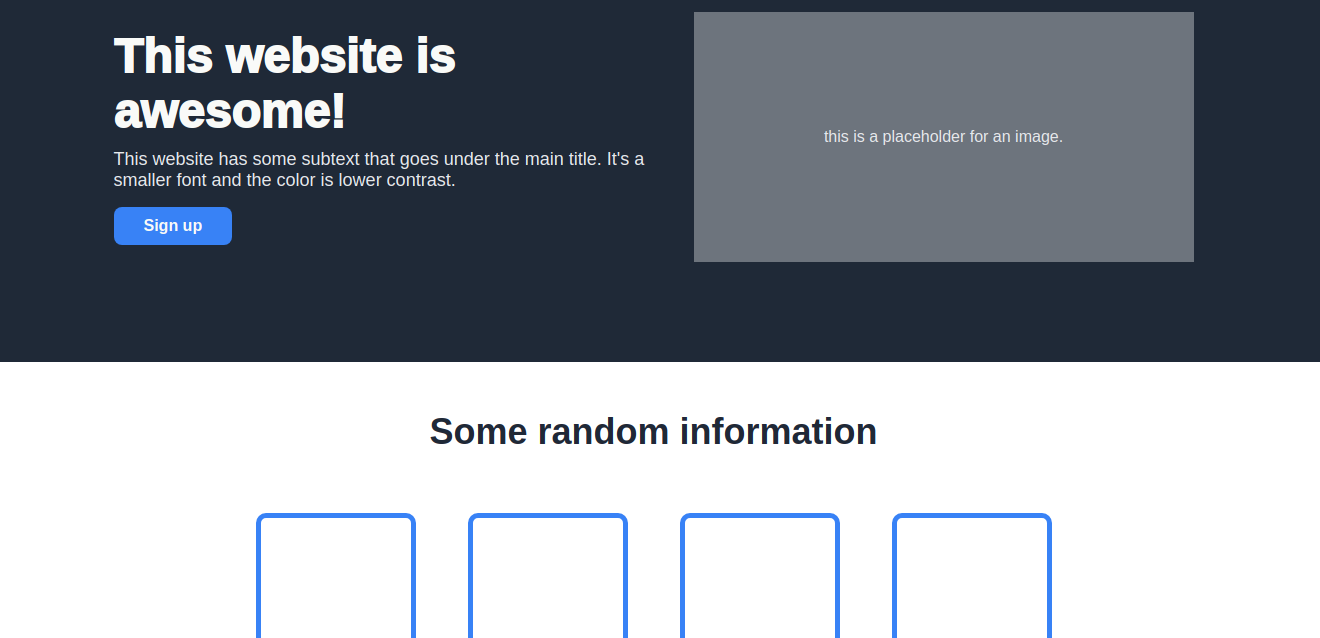 This website is
awesome!
This website has some subtext that goes under the main title. It's a
smaller font and the color is lower contrast.
Sign up
this is a placeholder for an image.
Some random information